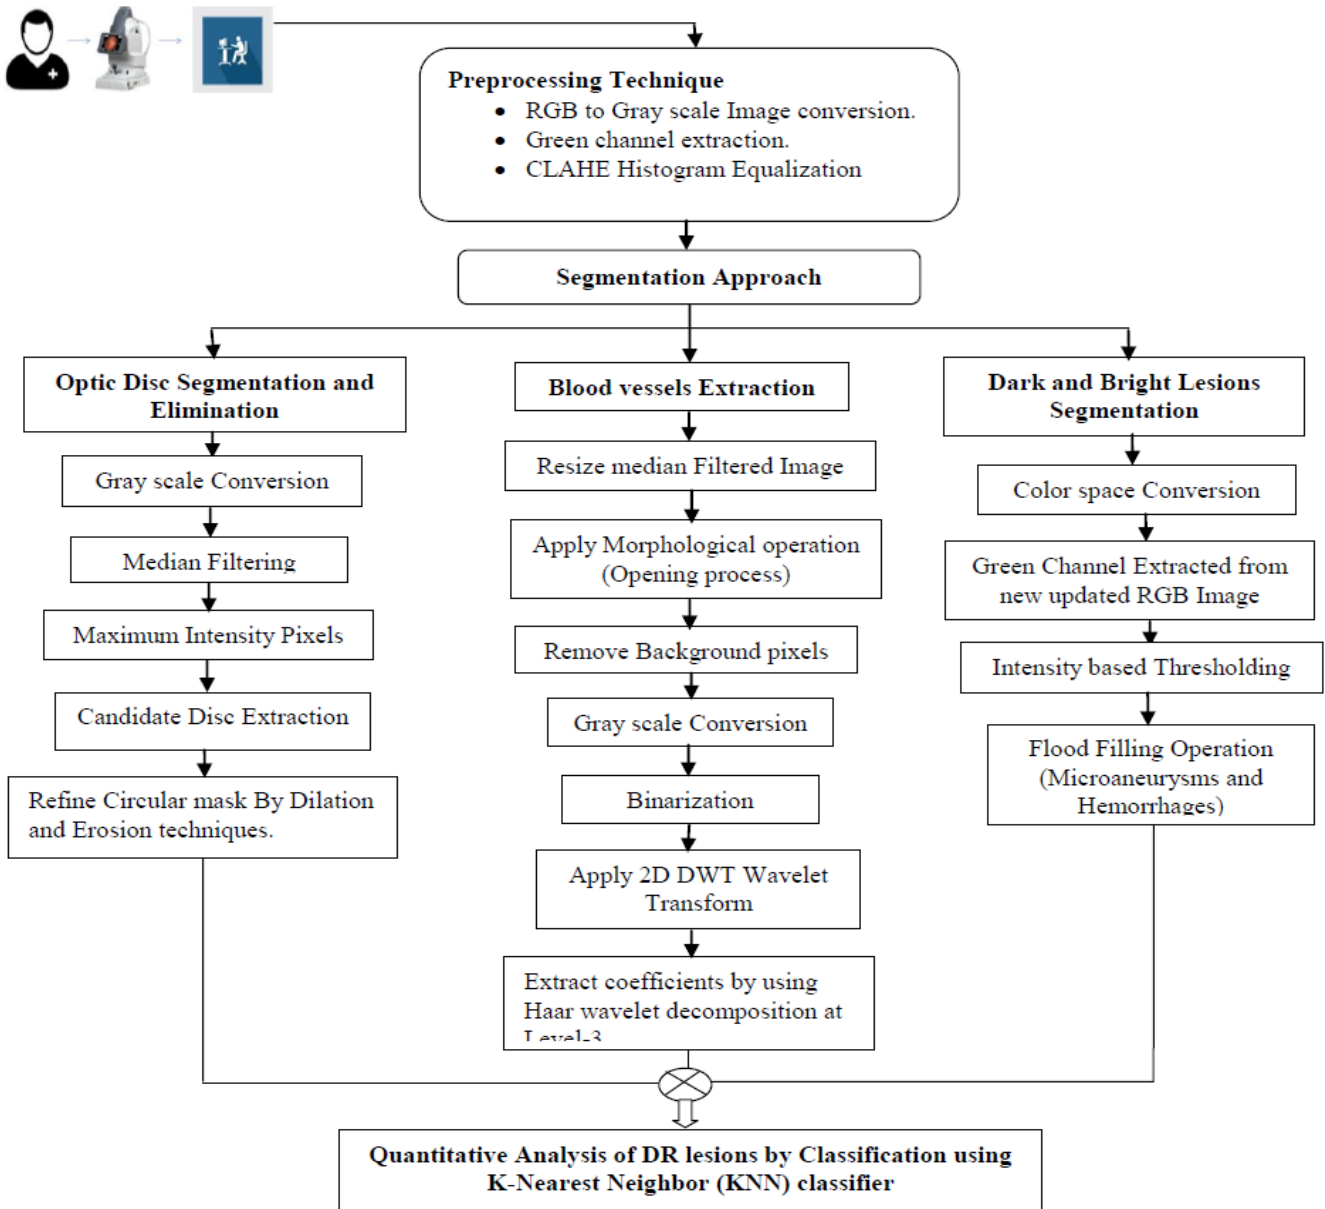 Preprocessing Technique
• RGB to Gray scale Image conversion.
• Green channel extraction.
• CLAHE Histogram Equalization
Segmentation Approach
Optic Disc Segmentation and
Elimination
Gray scale Conversion
Median Filtering
Maximum Intensity Pixels
Candidate Disc Extraction
Refine Circular mask By Dilation
and Erosion techniques.
Blood vessels Extraction
Resize median Filtered Image
Apply Morphological operation
(Opening process)
Remove Background pixels
Gray scale Conversion
Binarization
Apply 2D DWT Wavelet
Transform
Extract coefficients by using
Haar wavelet decomposition at
Level-3
Dark and Bright Lesions
Segmentation
Color space Conversion
Green Channel Extracted from
new updated RGB Image
Intensity based Thresholding
Flood Filling Operation
(Microaneurysms and
Hemorrhages)
Quantitative Analysis of DR lesions by Classification using
K-Nearest Neighbor (KNN) classifier